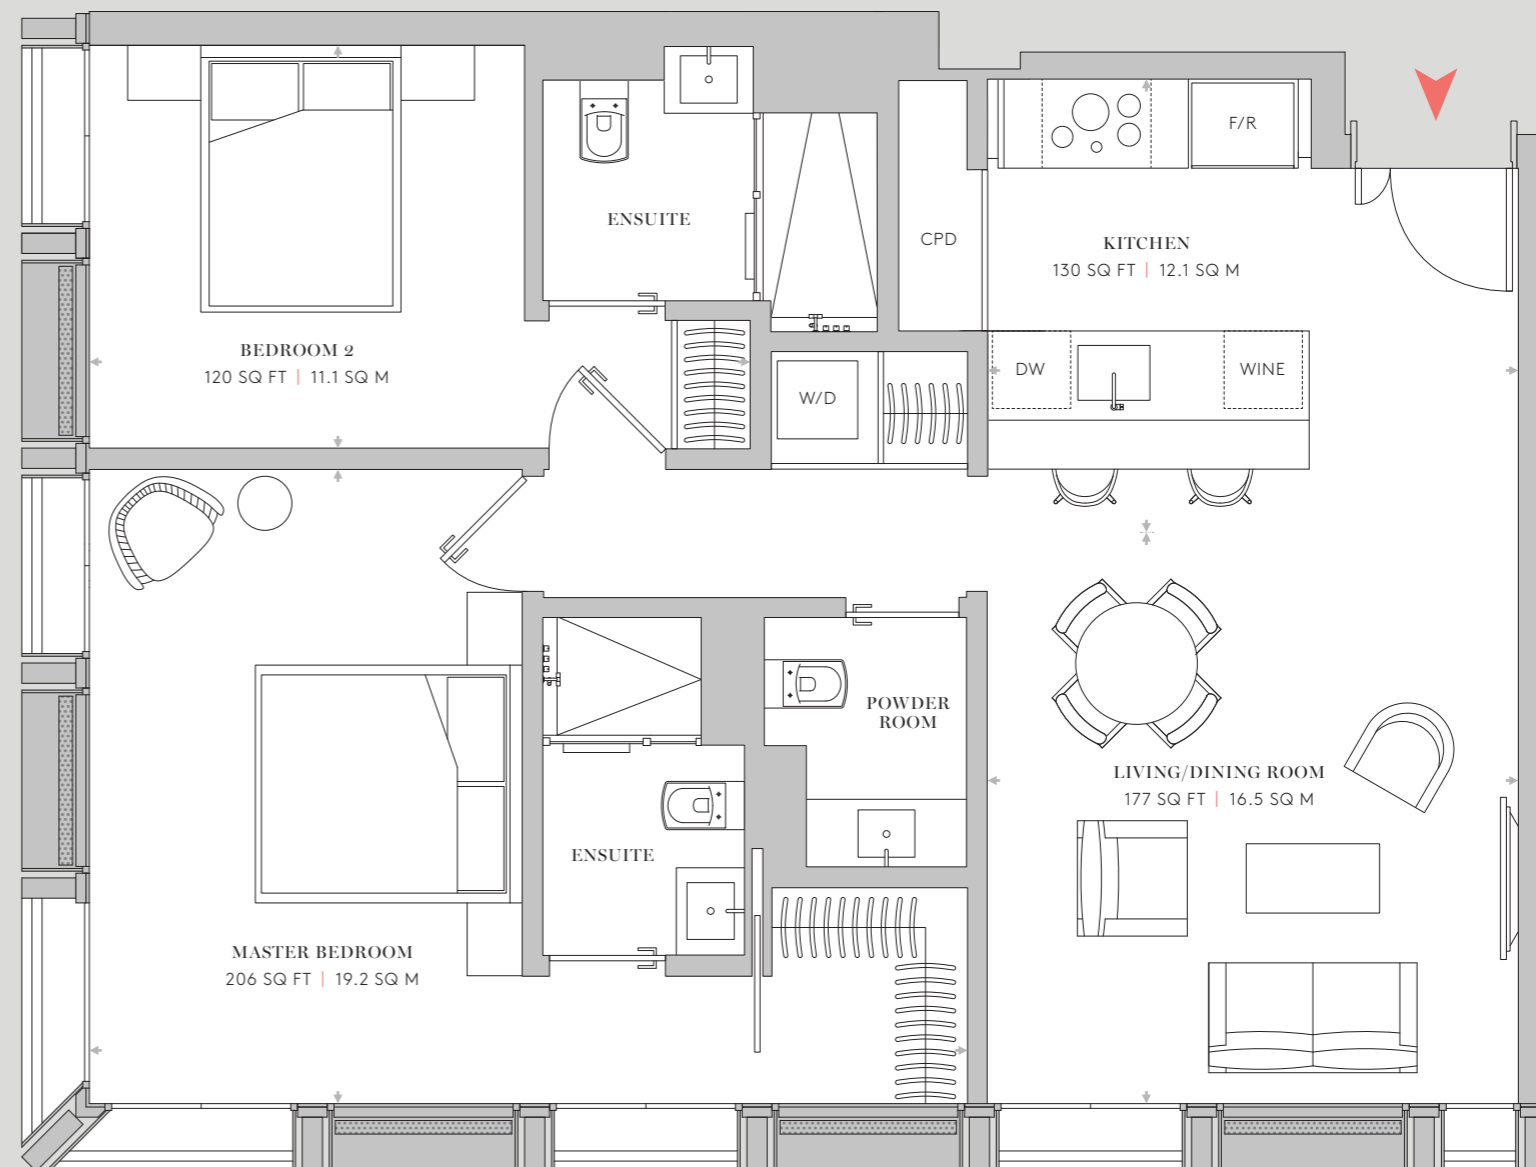 F/R
ENSUITE
CPD
KITCHEN
130 SQ FT | 12.1 SQ M
BEDROOM 2
120 SQ FT | 11.1 SQ M
W/D
DW
WINE
POWDER
ROOM
LIVING/DINING ROOM
177 SQ FT | 16.5 SQ M
ENSUITE
MASTER BEDROOM
206 SQ FT | 19.2 SQ M